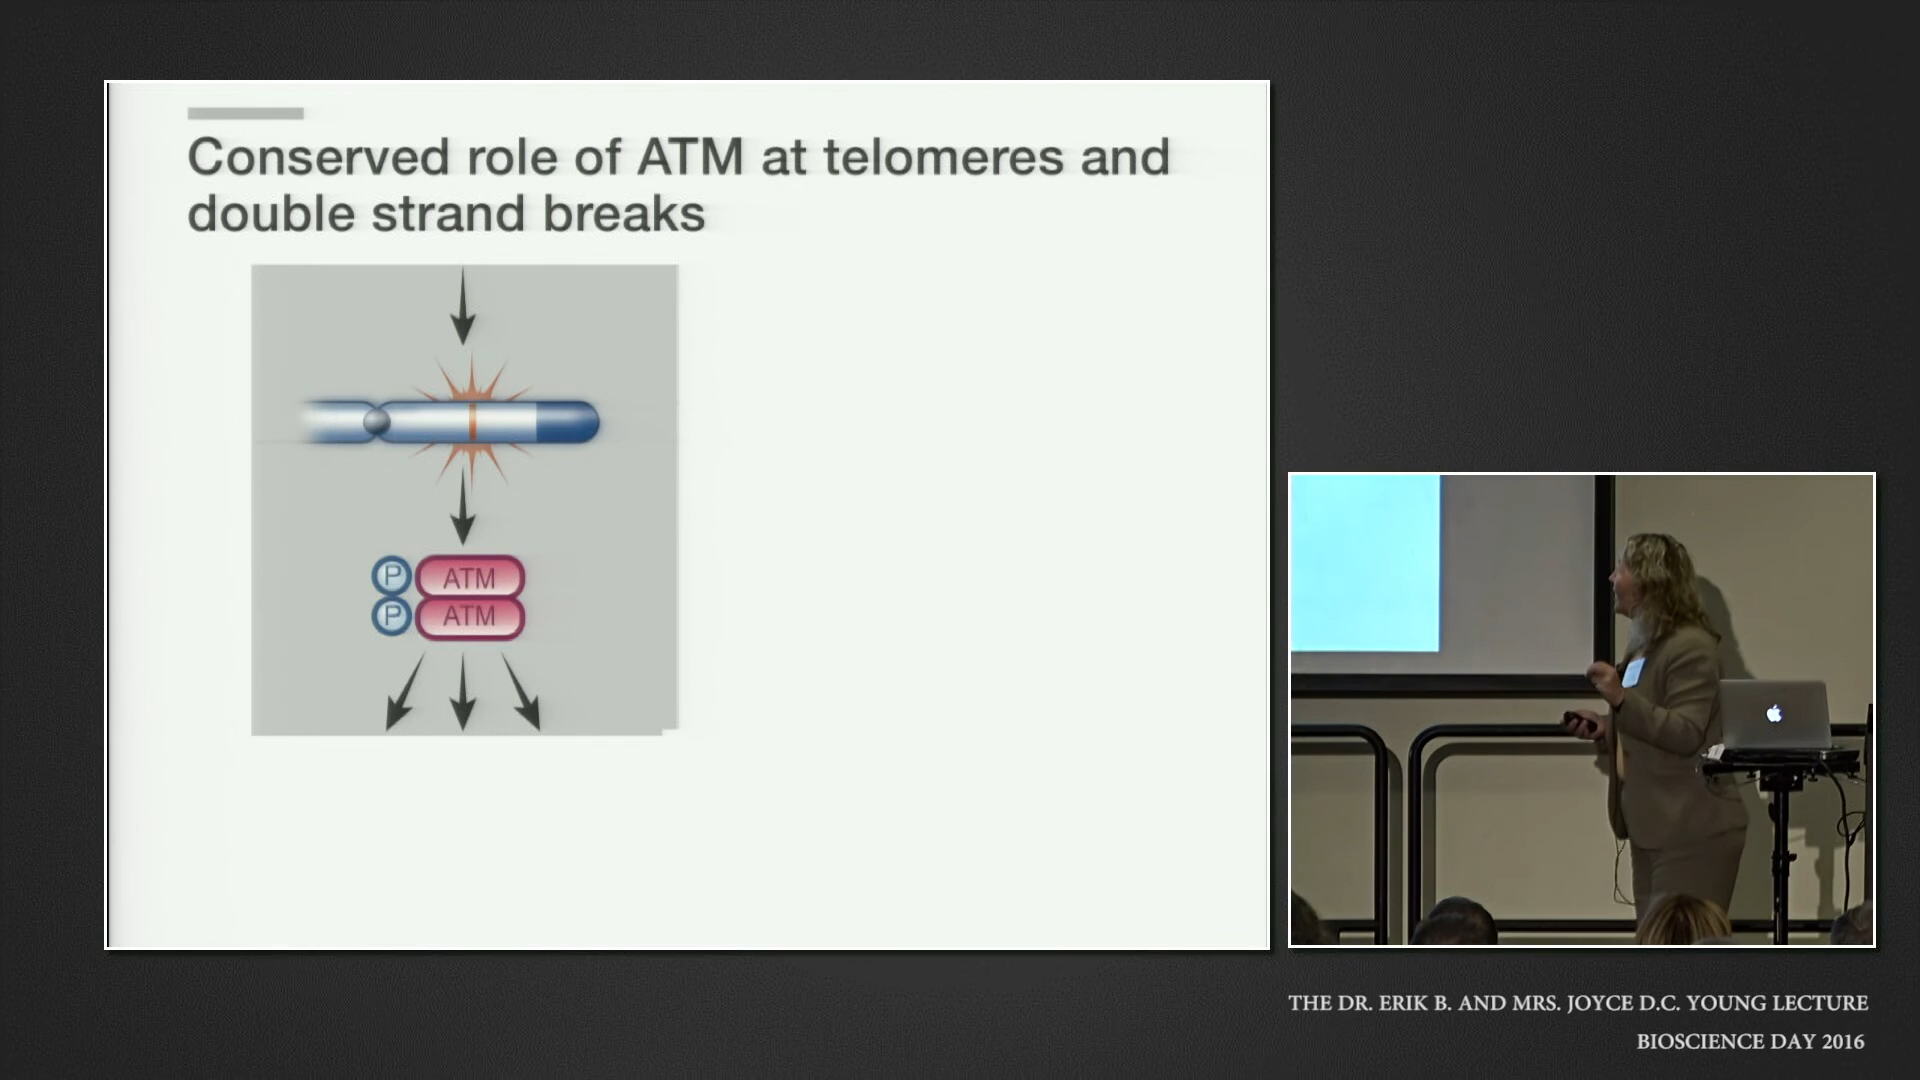 Conserved role of ATM at telomeres and
double strand breaks
P ATM
P ATM
THE DR. ERIK B. AND MRS. JOYCE D.C. YOUNG LECTURE
BIOSCIENCE DAY 2016